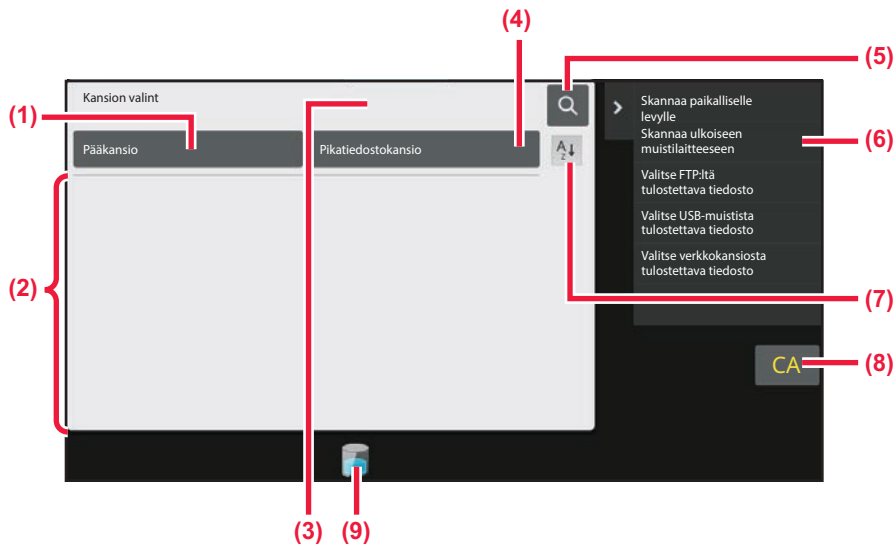 (4)
(5)
Kansion valint
(1)
Skannaa paikalliselle
levylle
(6)
Skannaa ulkoiseen
muistilaitteeseen
Pääkansio
Pikatiedostokansio
A
z
Valitse FTP:ltä
tulostettava tiedosto
Valitse USB-muistista
tulostettava tiedosto
Valitse verkkokansiosta
tulostettava tiedosto
(2)
(7)
CA
(8)
(3)
(9)